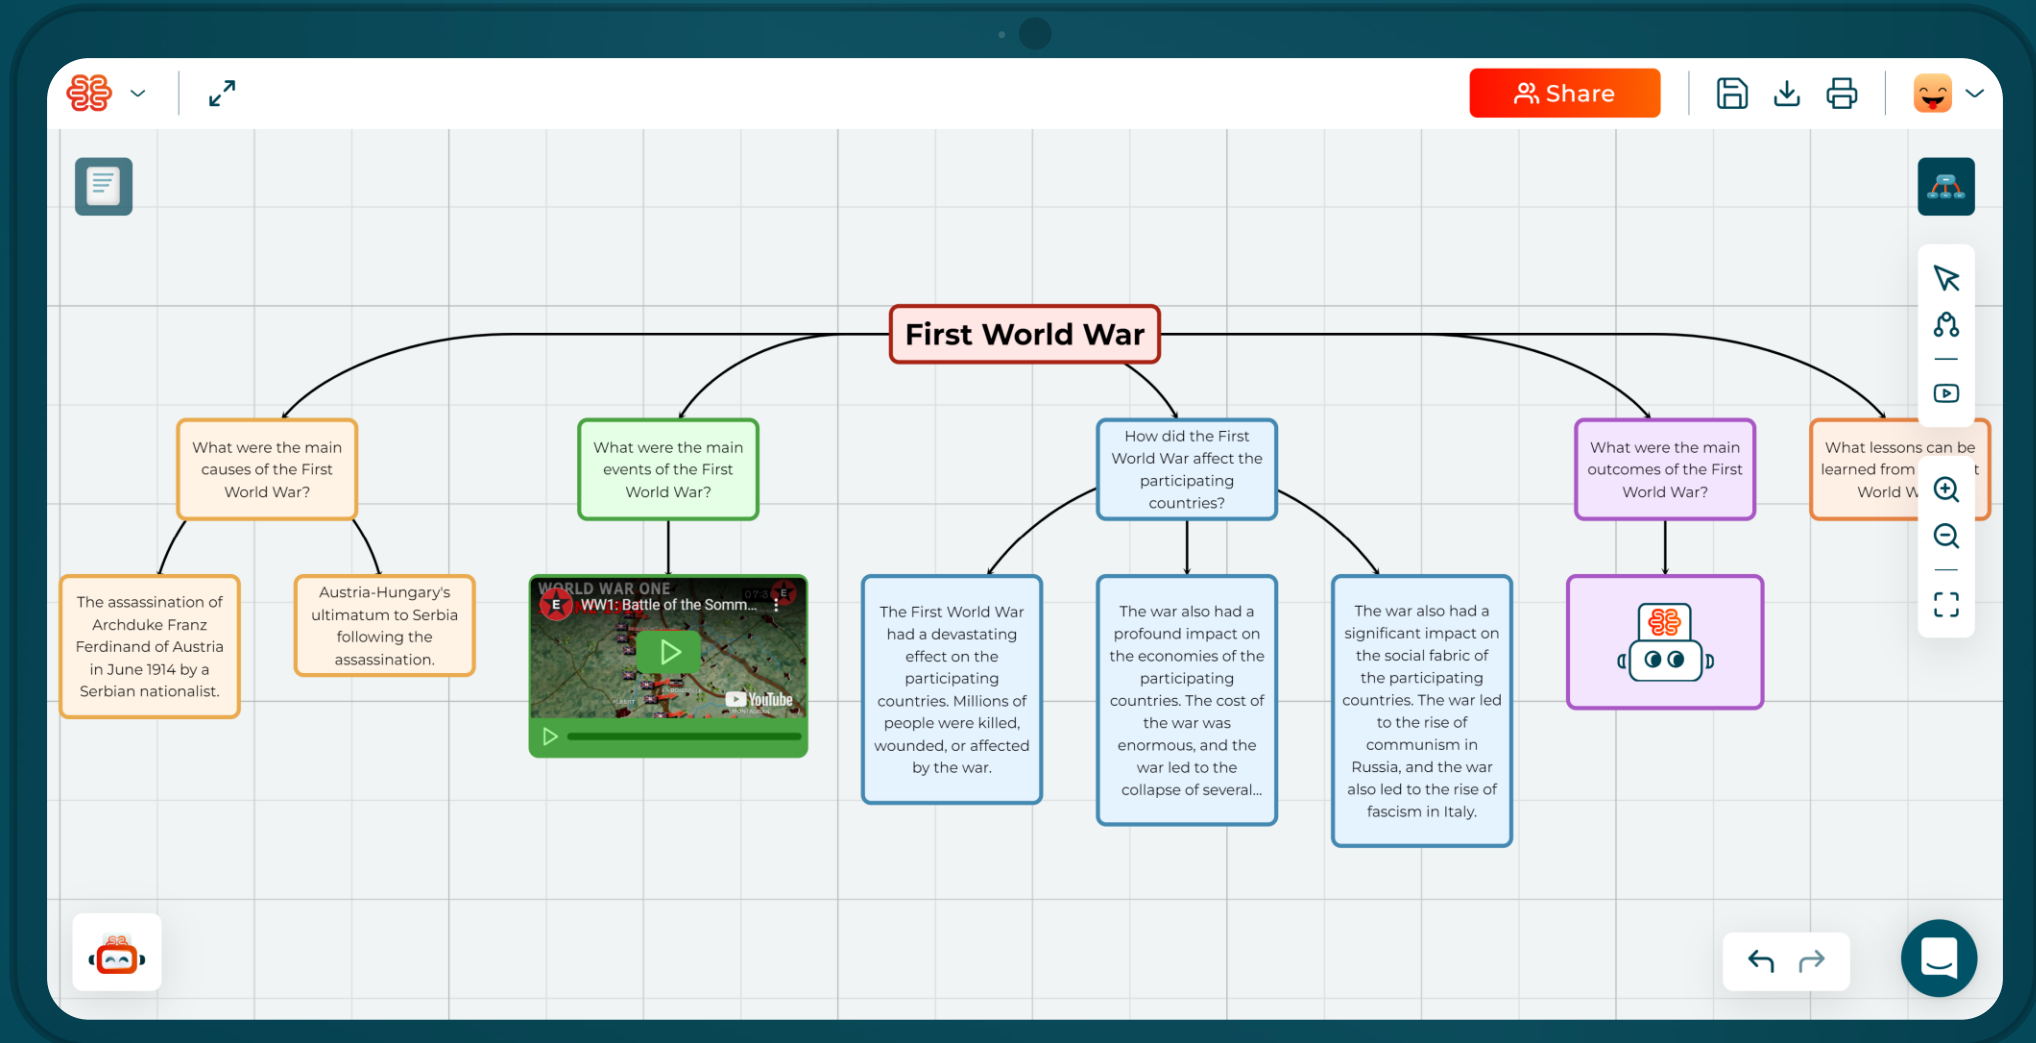 Share
First World War
What were the main
causes of the First
World War?
What were the main
events of the First
World War?
How did the First
World War affect the
participating
countries?
What were the main
outcomes of the First
World War?
What lessons can be
learned from
World
The assassination of
Archduke Franz
Ferdinand of Austria
in June 1914 by a
Serbian nationalist.
Austria-Hungary's
ultimatum to Serbia
following the
assassination.
WORLD WAR ONE
07:3
E
E
WW1: Battle of the Somm...
YouTube
The First World War
had a devastating
effect on the
participating
countries. Millions of
people were killed,
wounded, or affected
by the war.
The war also had a
profound impact on
the economies of the
participating
countries. The cost of
the war was
enormous, and the
war led to the
collapse of several...
The war also had a
significant impact on
the social fabric of
the participating
countries. The war led
to the rise of
communism in
Russia, and the war
also led to the rise of
fascism in Italy.